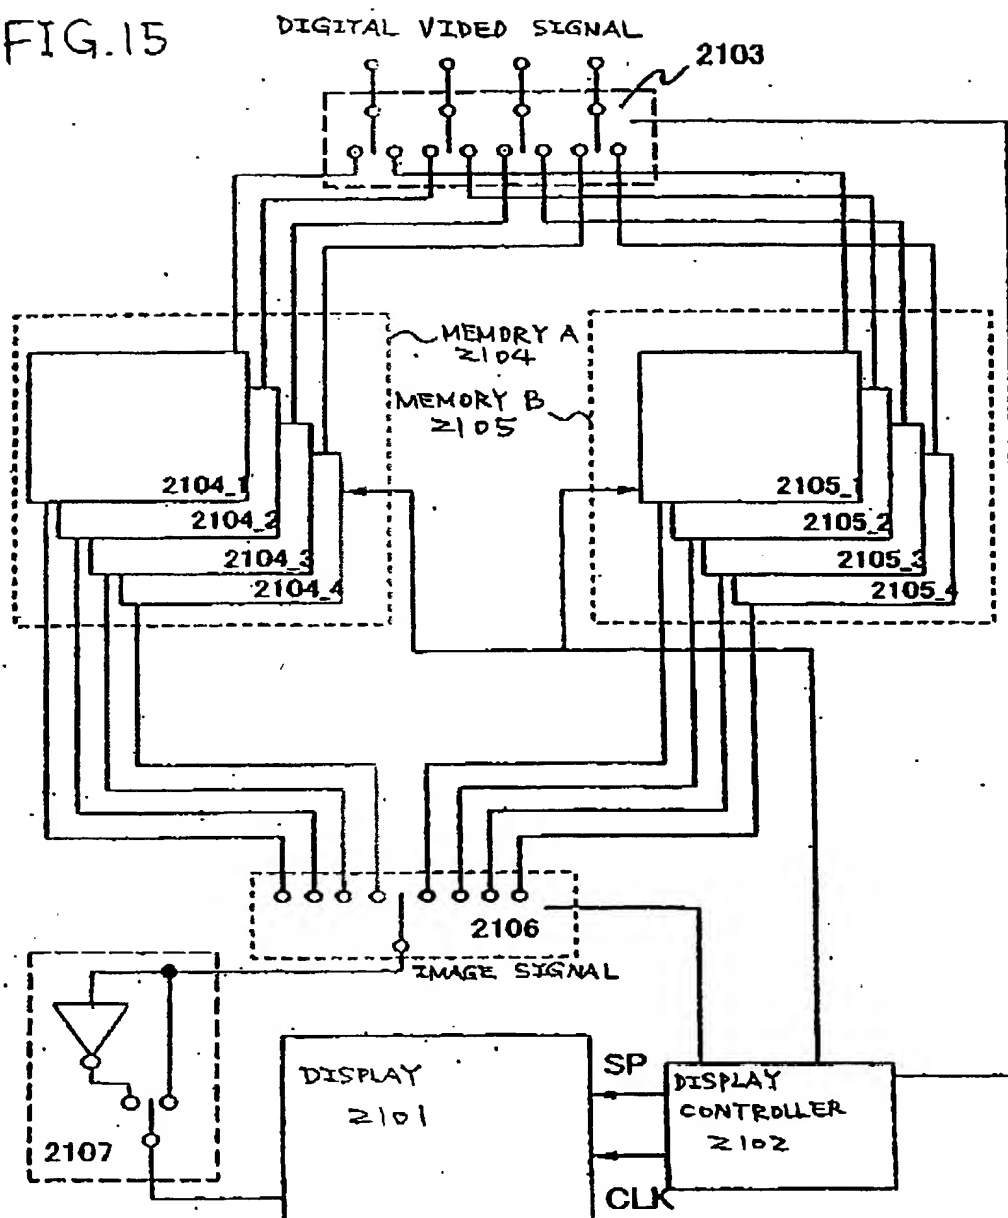 FIG.15
DIGITAL VIDEO SIGNAL
2103
MEMORY A
2104
MEMORY B
2105
2104_1
2104_2
2104_3
2104_4
2105_1
2105_2
2105_3
2105_4
2106
IMAGE SIGNAL
2107
DISPLAY
2101
SP
CLK
DISPLAY
CONTROLLER
2102